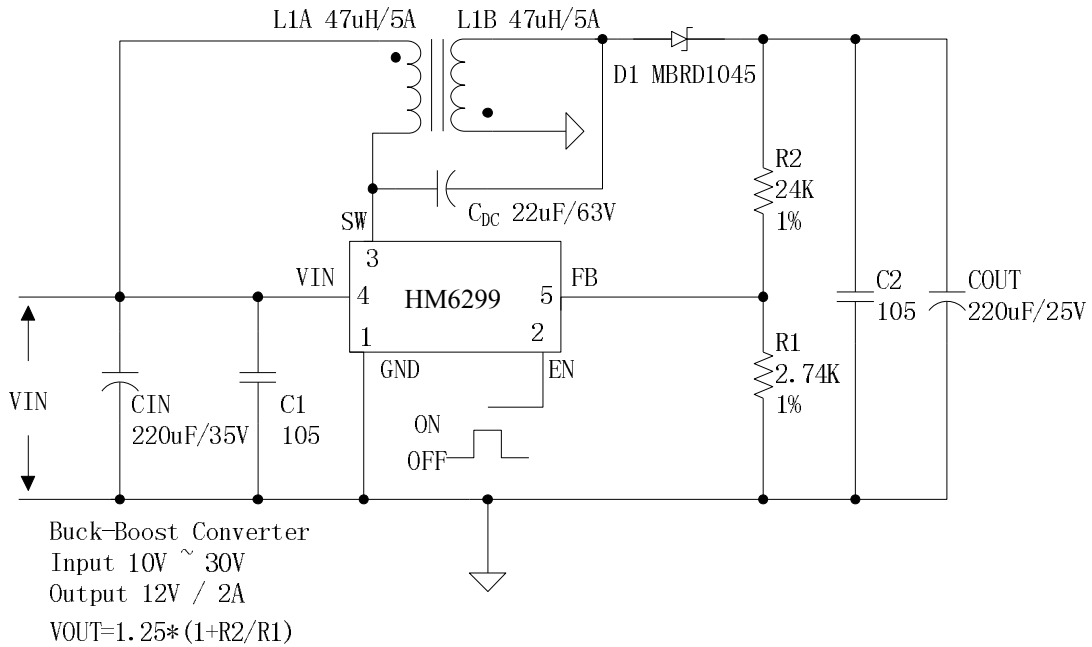 L1A 47uH/5A
L1B 47uH/5A
D1 MBRD1045
R2
24K
1%
CDC 22uF/63V
SW
3
VIN
4
HM6299
5
FB
1
2
GND
EN
C2
105
COUT
220uF/25V
R1
2.74K
1%
VIN
CIN
220uF/35V
C1
105
ON
OFF
Buck-Boost Converter
Input 10V ~ 30V
Output 12V / 2A
VOUT=1.25*(1+R2/R1)